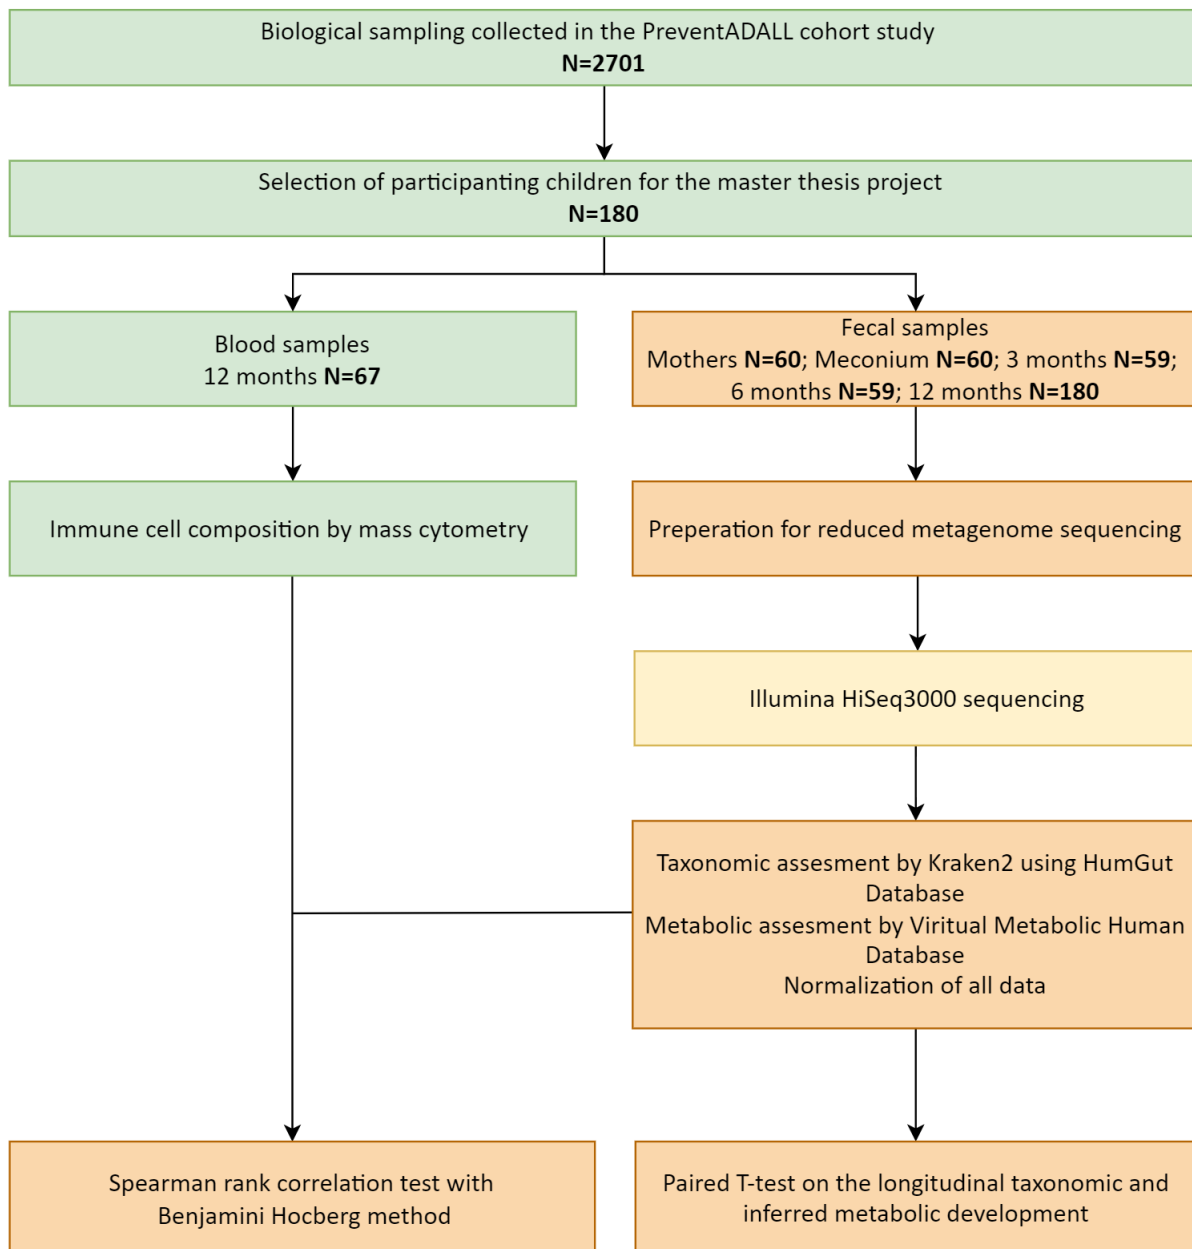 Biological sampling collected in the PreventADALL cohort study
N=2701
Selection of participanting children for the master thesis project
N=180
Blood samples
12 months N=67
Fecal samples
Mothers N=60; Meconium N=60; 3 months N=59;
6 months N=59; 12 months N=180
Immune cell composition by mass cytometry
Preperation for reduced metagenome sequencing
Illumina HiSeq3000 sequencing
Taxonomic assesment by Kraken2 using HumGut
Database
Metabolic assesment by Viritual Metabolic Human
Database
Normalization of all data
Spearman rank correlation test with
Benjamini Hocberg method
Paired T-test on the longitudinal taxonomic and
inferred metabolic development